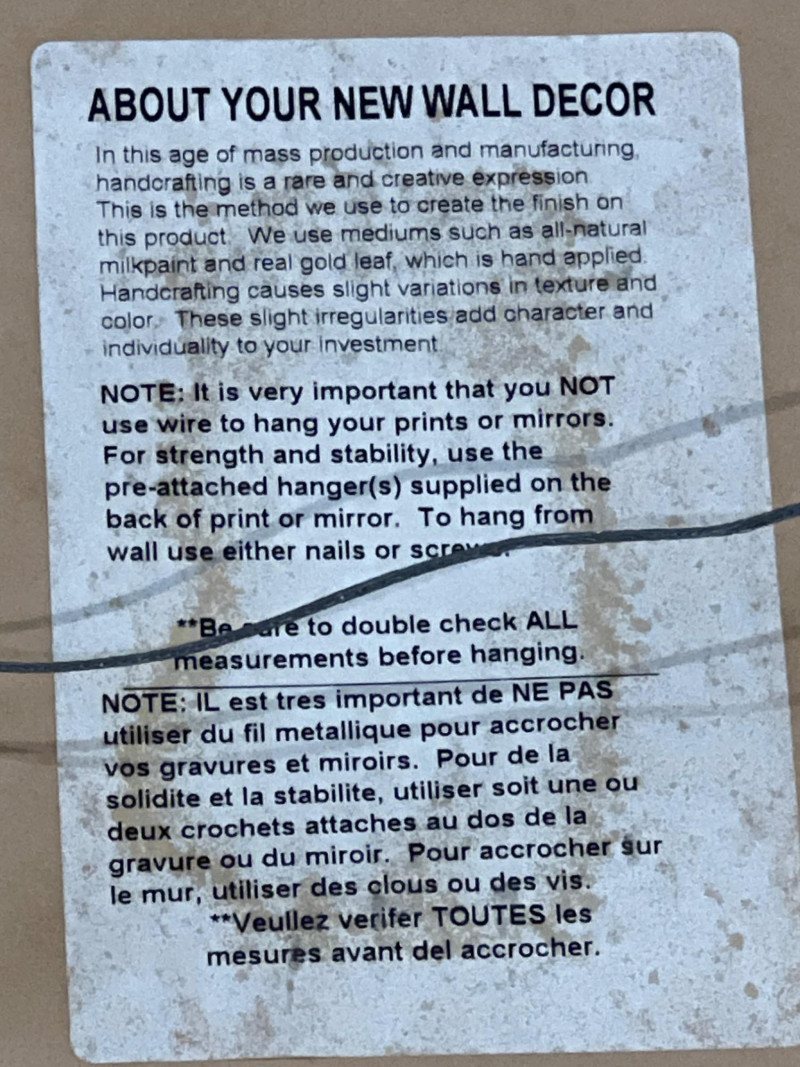 ABOUT YOUR NEW WALL DECOR
In this age of mass production and manufacturing,
handcrafting is a rare and creative expression
This is the method we use to create the finish on
this product. We use mediums such as all-natural
milkpaint and real gold leaf, which is hand applied.
Handcrafting causes slight variations in texture and
color. These slight irregularities add character and
individuality to your investment
NOTE: It is very important that you NOT
use wire to hang your prints or mirrors.
For strength and stability, use the
pre-attached hanger(s) supplied on the
back of print or mirror. To hang from
wall use either nails or screws.
**Be sure to double check ALL
measurements before hanging.
NOTE: IL est tres important de NE PAS
utiliser du fil metallique pour accrocher
vos gravures et miroirs. Pour de la
solidite et la stabilite, utiliser soit une ou
deux crochets attaches au dos de la
gravure ou du miroir. Pour accrocher sur
le mur, utiliser des clous ou des vis.
**Veullez verifer TOUTES les
mesures avant del accrocher.